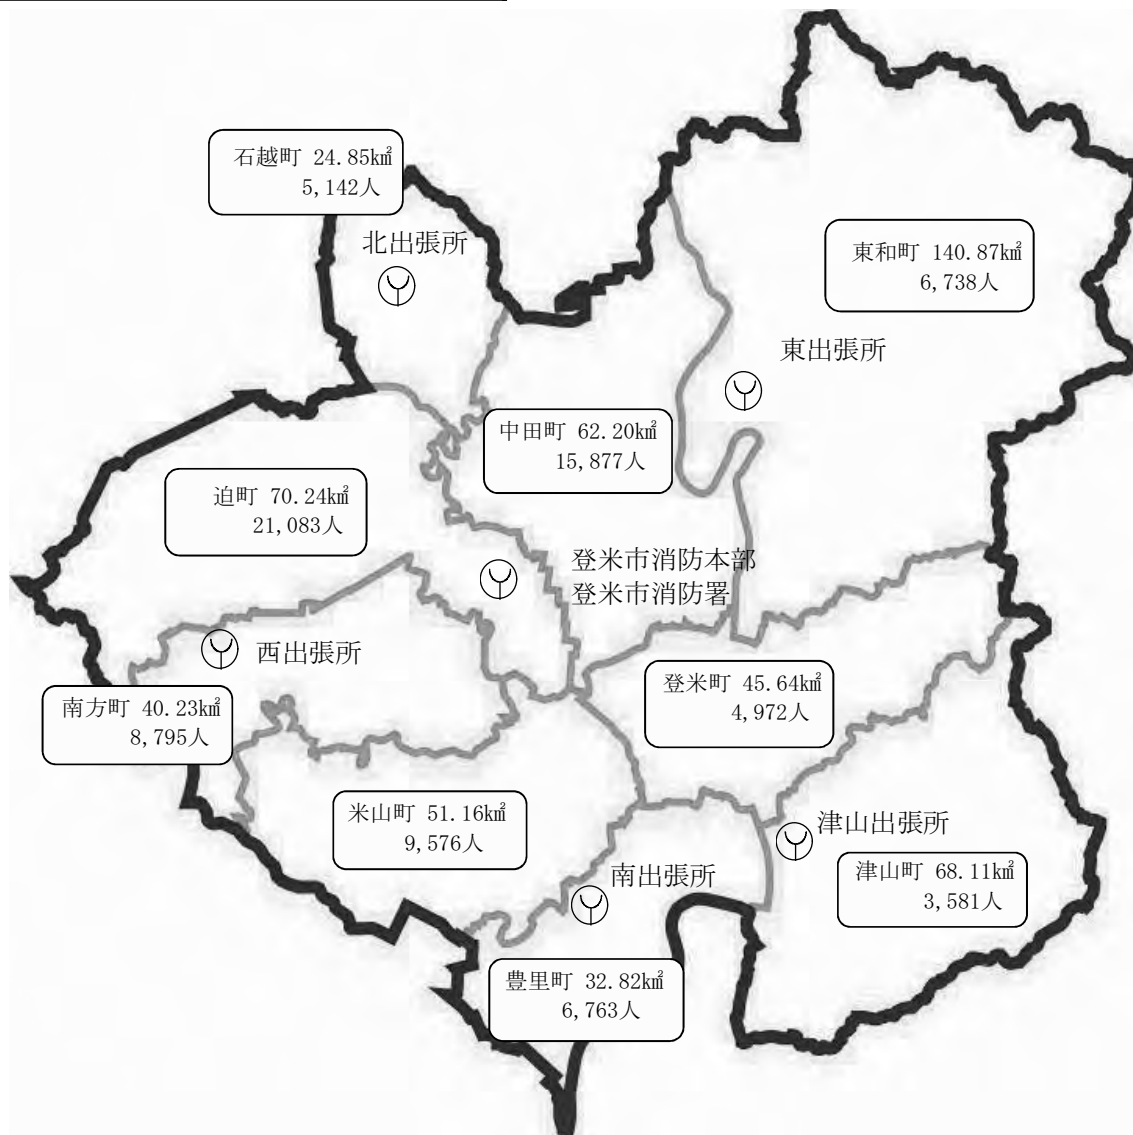 石越町 24.85k㎡
5,142人
北出張所
東和町 140.87k㎡
6,738人
東出張所
中田町 62.20k㎡
15,877人
迫町 70.24k㎡
21,083人
登米市消防本部
登米市消防署
西出張所
登米町 45.64k㎡
4,972人
南方町 40.23k㎡
8,795人
米山町 51.16k㎡
9,576人
津山出張所
津山町 68.11k㎡
3,581人
南出張所
豊里町 32.82k㎡
6,763人